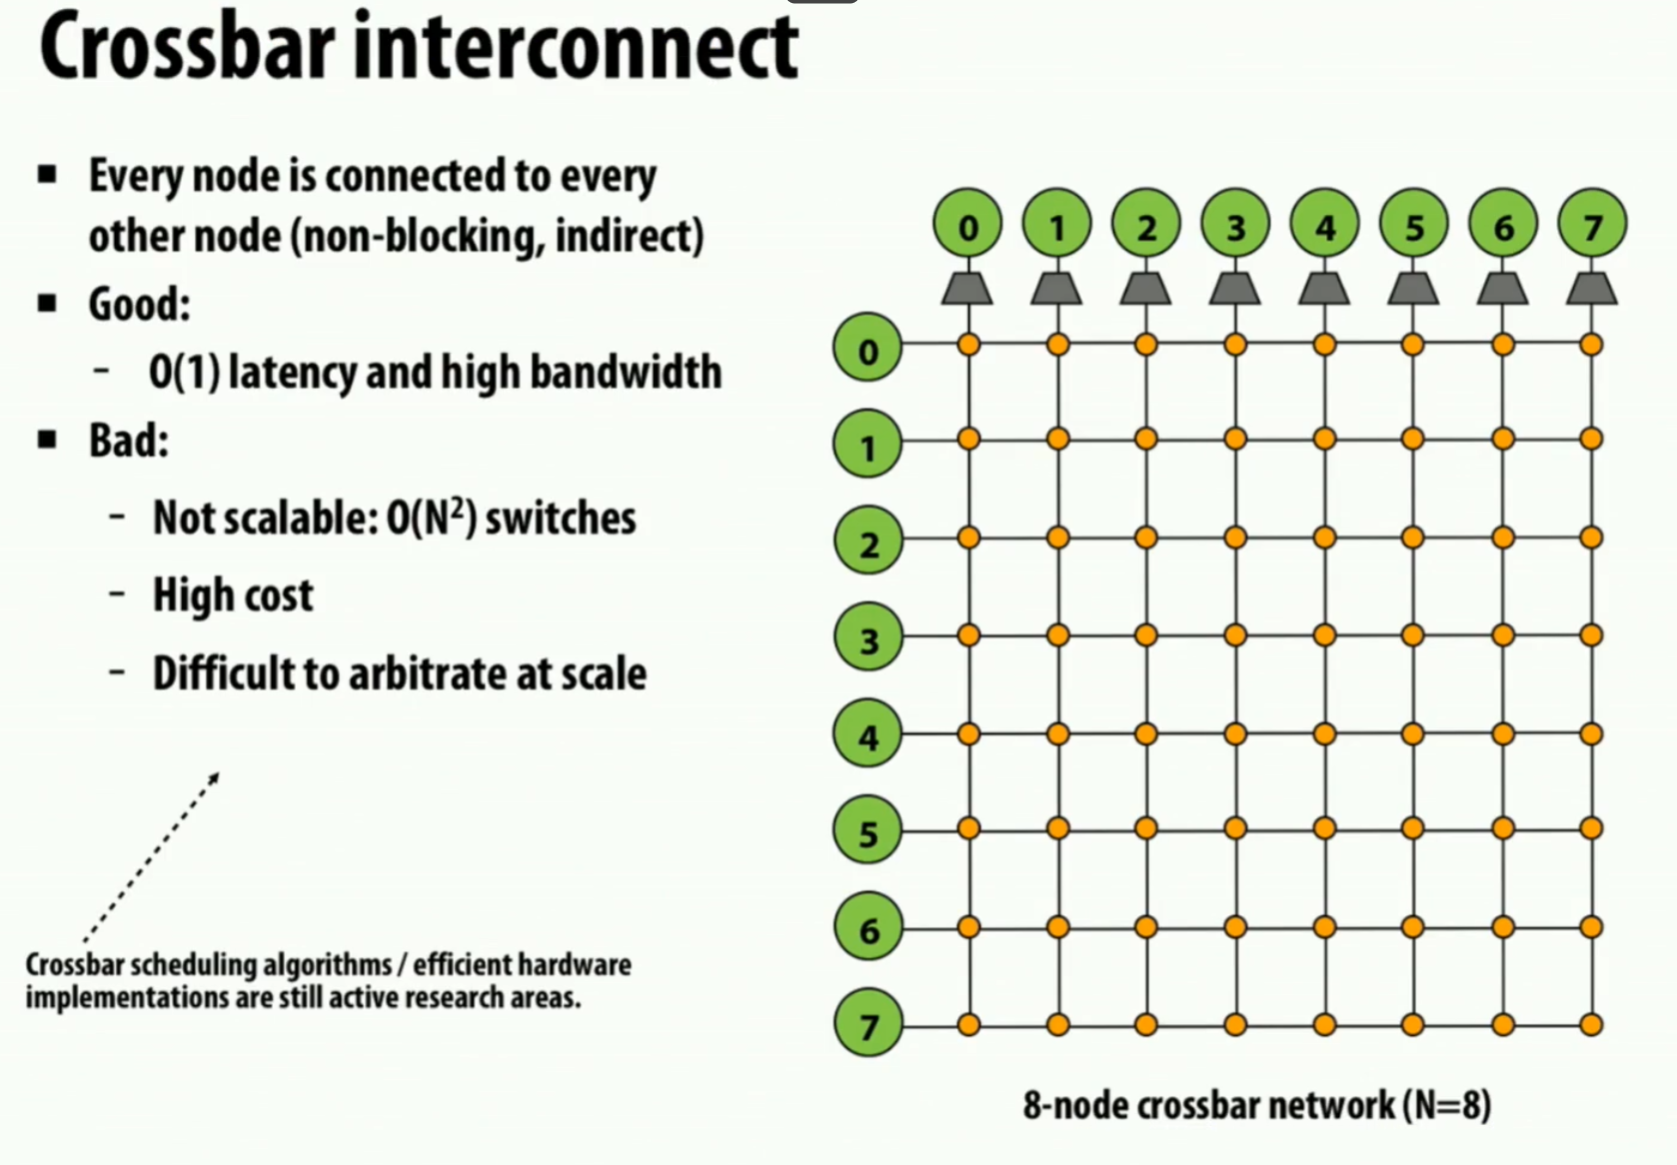 Crossbar interconnect
■ Every node is connected to every
other node (non-blocking, indirect)
■ Good:
– O(1) latency and high bandwidth
■ Bad:
– Not scalable: O(N²) switches
– High cost
– Difficult to arbitrate at scale
Crossbar scheduling algorithms / efficient hardware
implementations are still active research areas.
0 1 2 3 4 5 6 7
0
1
2
3
4
5
6
7
8-node crossbar network (N=8)